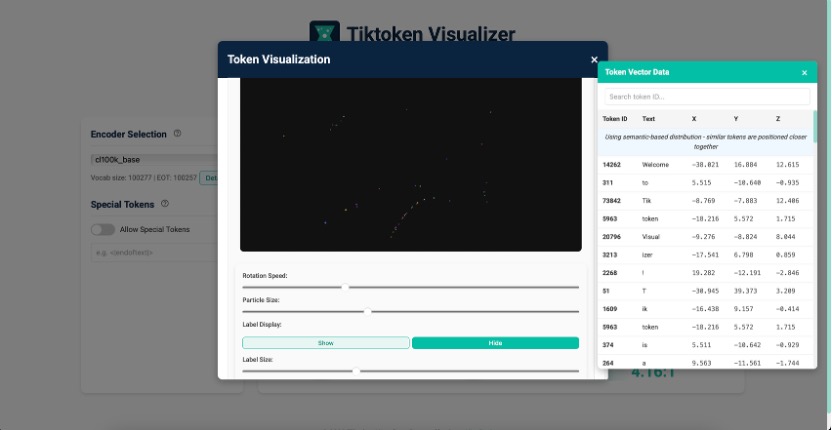 Tiktoken Visualizer
Token Visualization ×
Token Vector Data ×
Search token ID...
Token ID Text X Y Z
Using semantic-based distribution - similar tokens are positioned closer
together
14262 Welcome -38.021 16.884 12.615
311 to 5.515 -10.640 -0.935
73842 Tik -8.769 -7.883 12.406
5963 token -18.216 5.572 1.715
20796 Visual -9.276 -8.824 8.044
3213 izer -17.541 6.798 0.859
2268 ! 19.282 -12.191 -2.846
51 T -30.945 39.373 3.209
1609 ik -16.438 9.157 -0.414
5963 token -18.216 5.572 1.715
374 is 5.511 -10.642 -0.929
264 a 9.563 -11.561 -1.744
Encoder Selection ?
cl100k_base
Vocab size: 100277 | EOT: 100257 Det
Special Tokens ?
Allow Special Tokens
e.g. <|endoftext|>
Rotation Speed:
Particle Size:
Label Display:
Show Hide
Label Size:
4.16:1